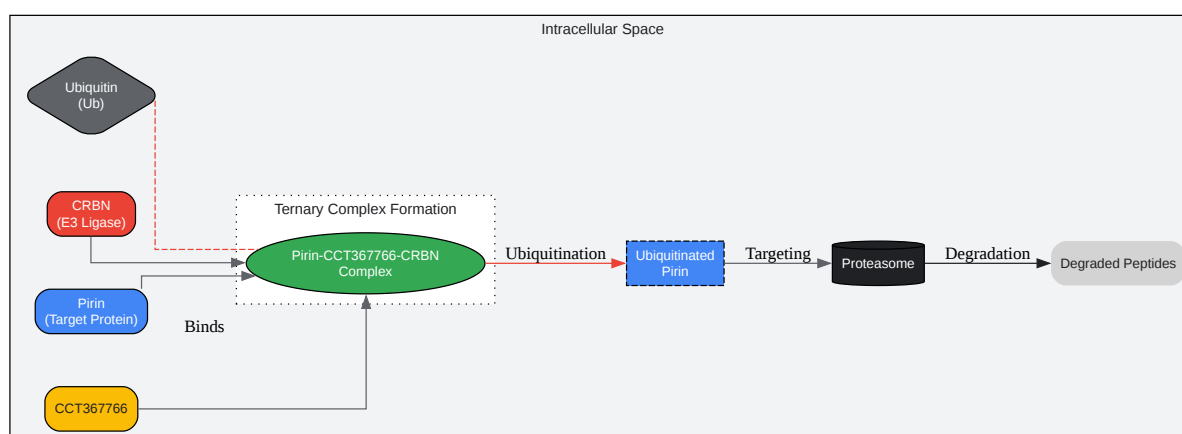 Intracellular Space
Ubiquitin
(Ub)
CRBN
(E3 Ligase)
Ternary Complex Formation
Pirin-CCT367766-CRBN
Complex
Ubiquitination
Ubiquitinated
Pirin
Targeting
Proteasome
Degradation
Degraded Peptides
Pirin
(Target Protein)
Binds
CCT367766